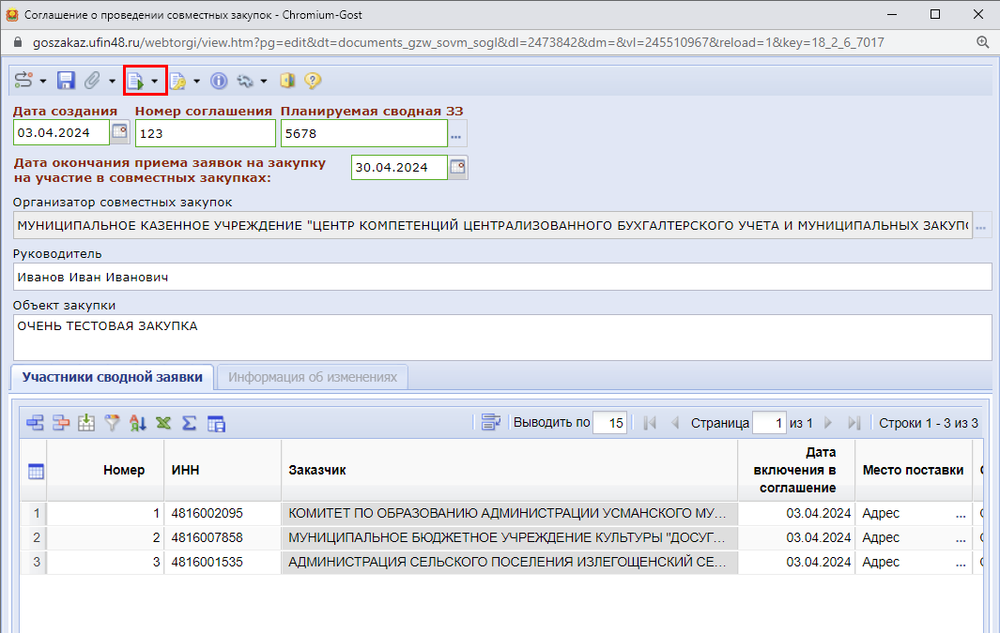 Соглашение о проведении совместных закупок - Chromium-Gost
goszakaz.ufin48.ru/webtorgi/view.htm?pg=edit&dt=documents_gzw_sovm_sogl&dl=2473842&dm=&vl=245510967&reload=1&key=18_2_6_7017
Дата создания Номер соглашения Планируемая сводная ЗЗ
03.04.2024 123 5678 ...
Дата окончания приема заявок на закупку
на участие в совместных закупках:
30.04.2024
Организатор совместных закупок
МУНИЦИПАЛЬНОЕ КАЗЕННОЕ УЧРЕЖДЕНИЕ "ЦЕНТР КОМПЕТЕНЦИЙ ЦЕНТРАЛИЗОВАННОГО БУХГАЛТЕРСКОГО УЧЕТА И МУНИЦИПАЛЬНЫХ ЗАКУПО ...
Руководитель
Иванов Иван Иванович
Объект закупки
ОЧЕНЬ ТЕСТОВАЯ ЗАКУПКА
Участники сводной заявки Информация об изменениях
Выводить по 15 Страница 1 из 1 Строки 1 - 3 из 3
Номер ИНН Заказчик Дата включения в соглашение Место поставки
1 1 4816002095 КОМИТЕТ ПО ОБРАЗОВАНИЮ АДМИНИСТРАЦИИ УСМАНСКОГО МУ... 03.04.2024 Адрес ...
2 2 4816007858 МУНИЦИПАЛЬНОЕ БЮДЖЕТНОЕ УЧРЕЖДЕНИЕ КУЛЬТУРЫ "ДОСУГ... 03.04.2024 Адрес ...
3 3 4816001535 АДМИНИСТРАЦИЯ СЕЛЬСКОГО ПОСЕЛЕНИЯ ИЗЛЕГОЩЕНСКИЙ СЕ... 03.04.2024 Адрес ...